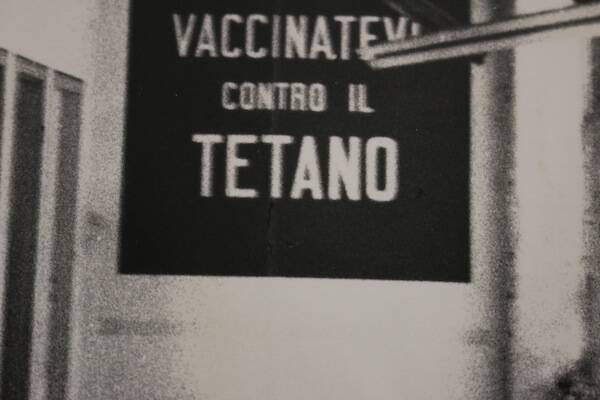 VACCINATEVI
CONTRO IL
TETANO